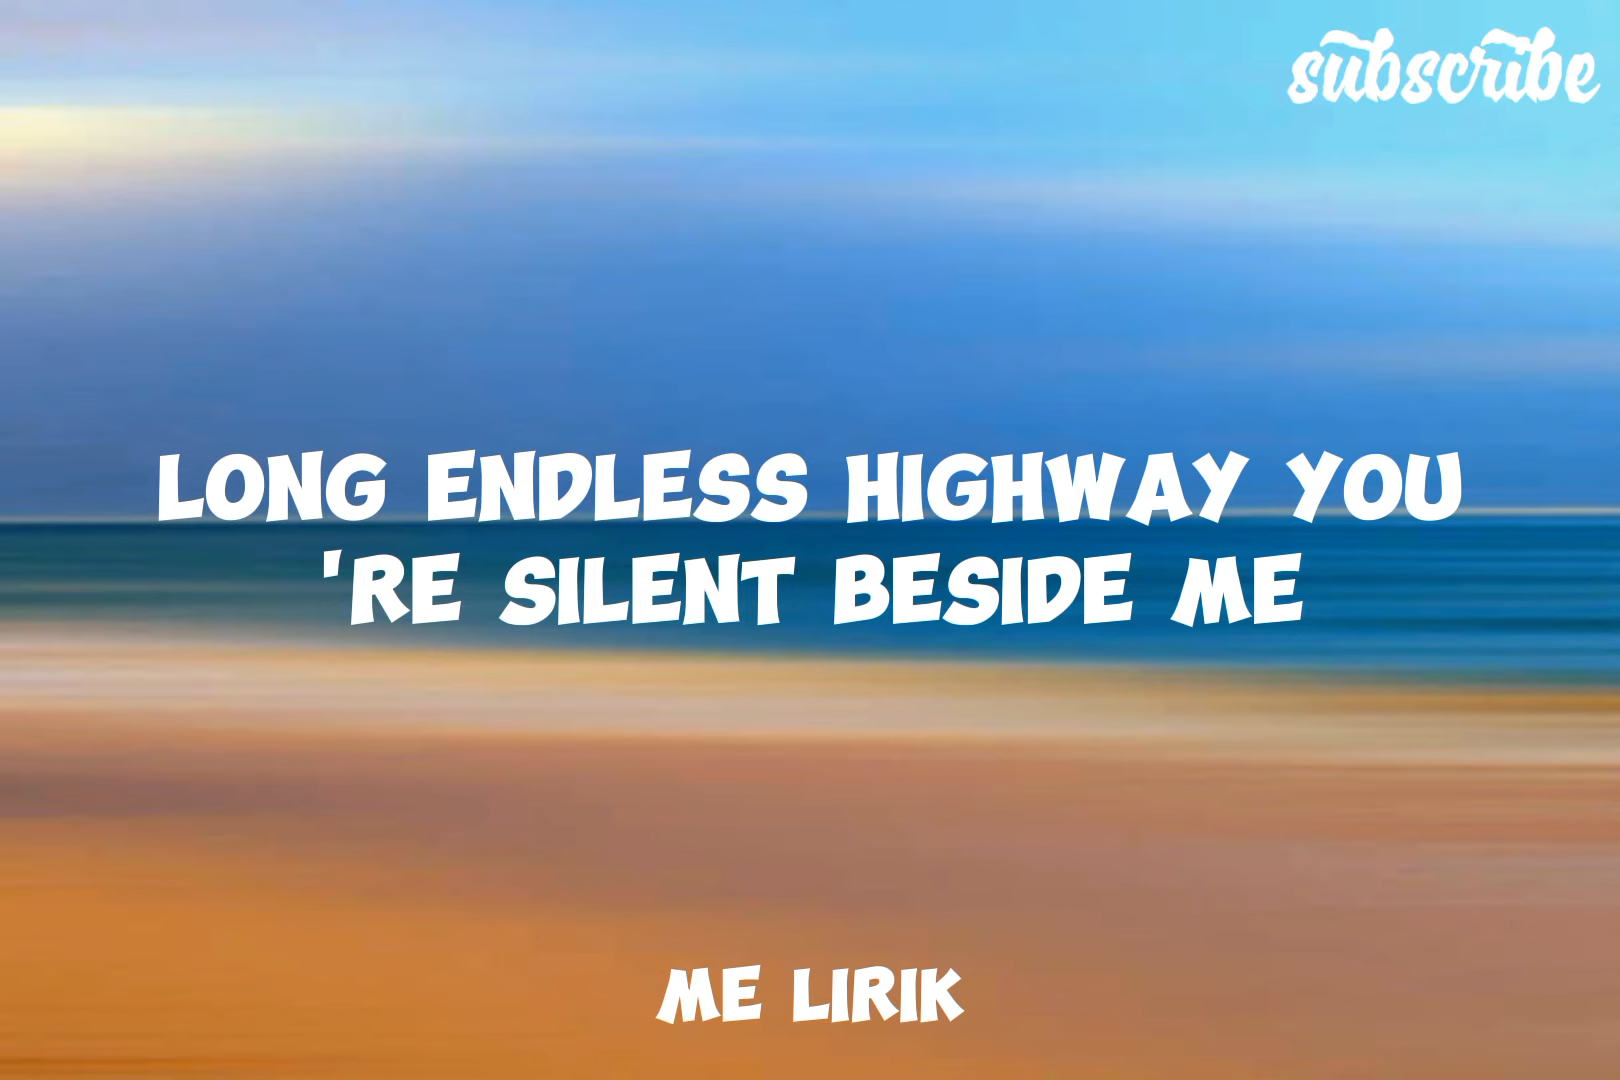 subscribe
LONG ENDLESS HIGHWAY YOU
'RE SILENT BESIDE ME
ME LIRIK